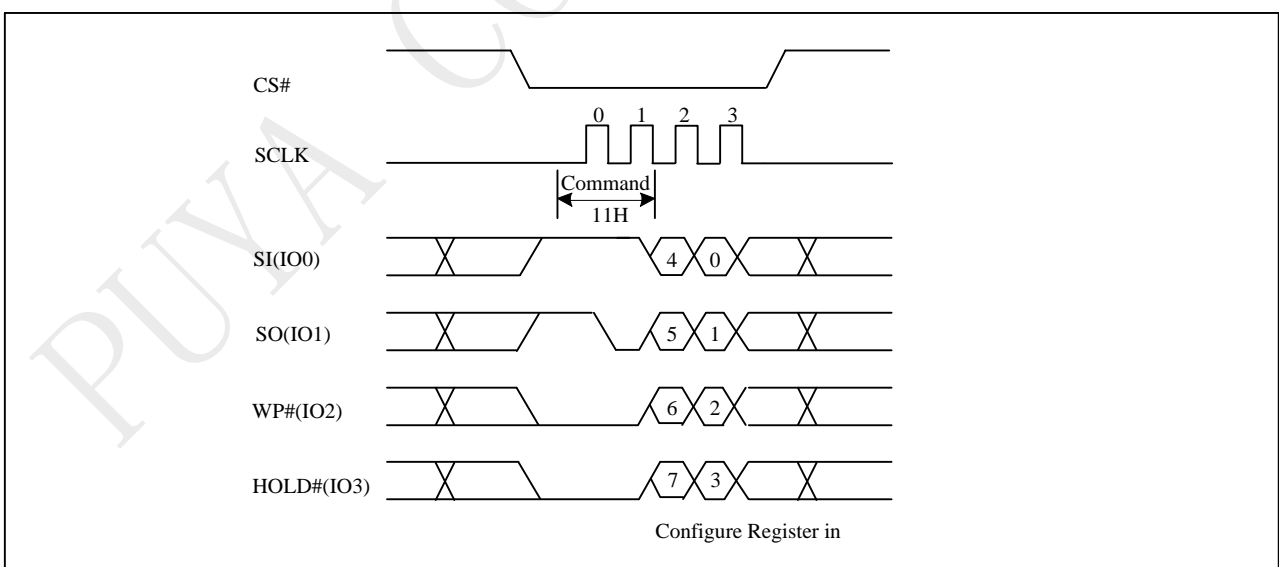 PUYA CO
CS#
0 1 2 3
SCLK
Command
11H
SI(IO0) 4 0
SO(IO1) 5 1
WP#(IO2) 6 2
HOLD#(IO3) 7 3
Configure Register in